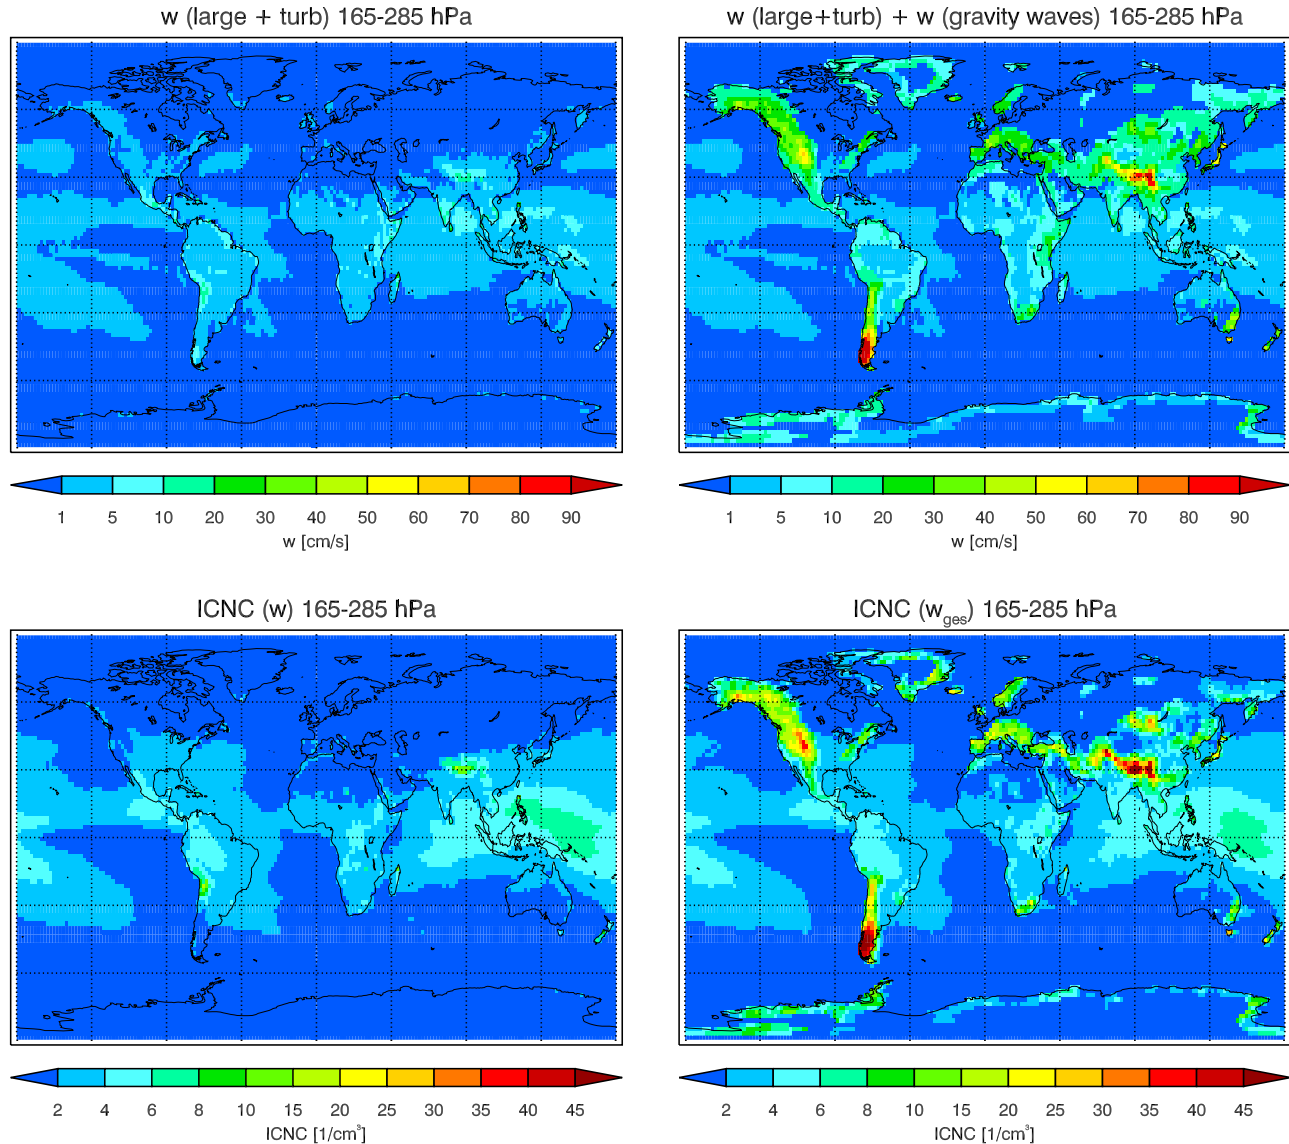 w (large + turb) 165-285 hPa
w (large+turb) + w (gravity waves) 165-285 hPa
1 5 10 20 30 40 50 60 70 80 90
w [cm/s]
1 5 10 20 30 40 50 60 70 80 90
w [cm/s]
ICNC (w) 165-285 hPa
ICNC (w_ges) 165-285 hPa
2 4 6 8 10 15 20 25 30 35 40 45
ICNC [1/cm³]
2 4 6 8 10 15 20 25 30 35 40 45
ICNC [1/cm³]